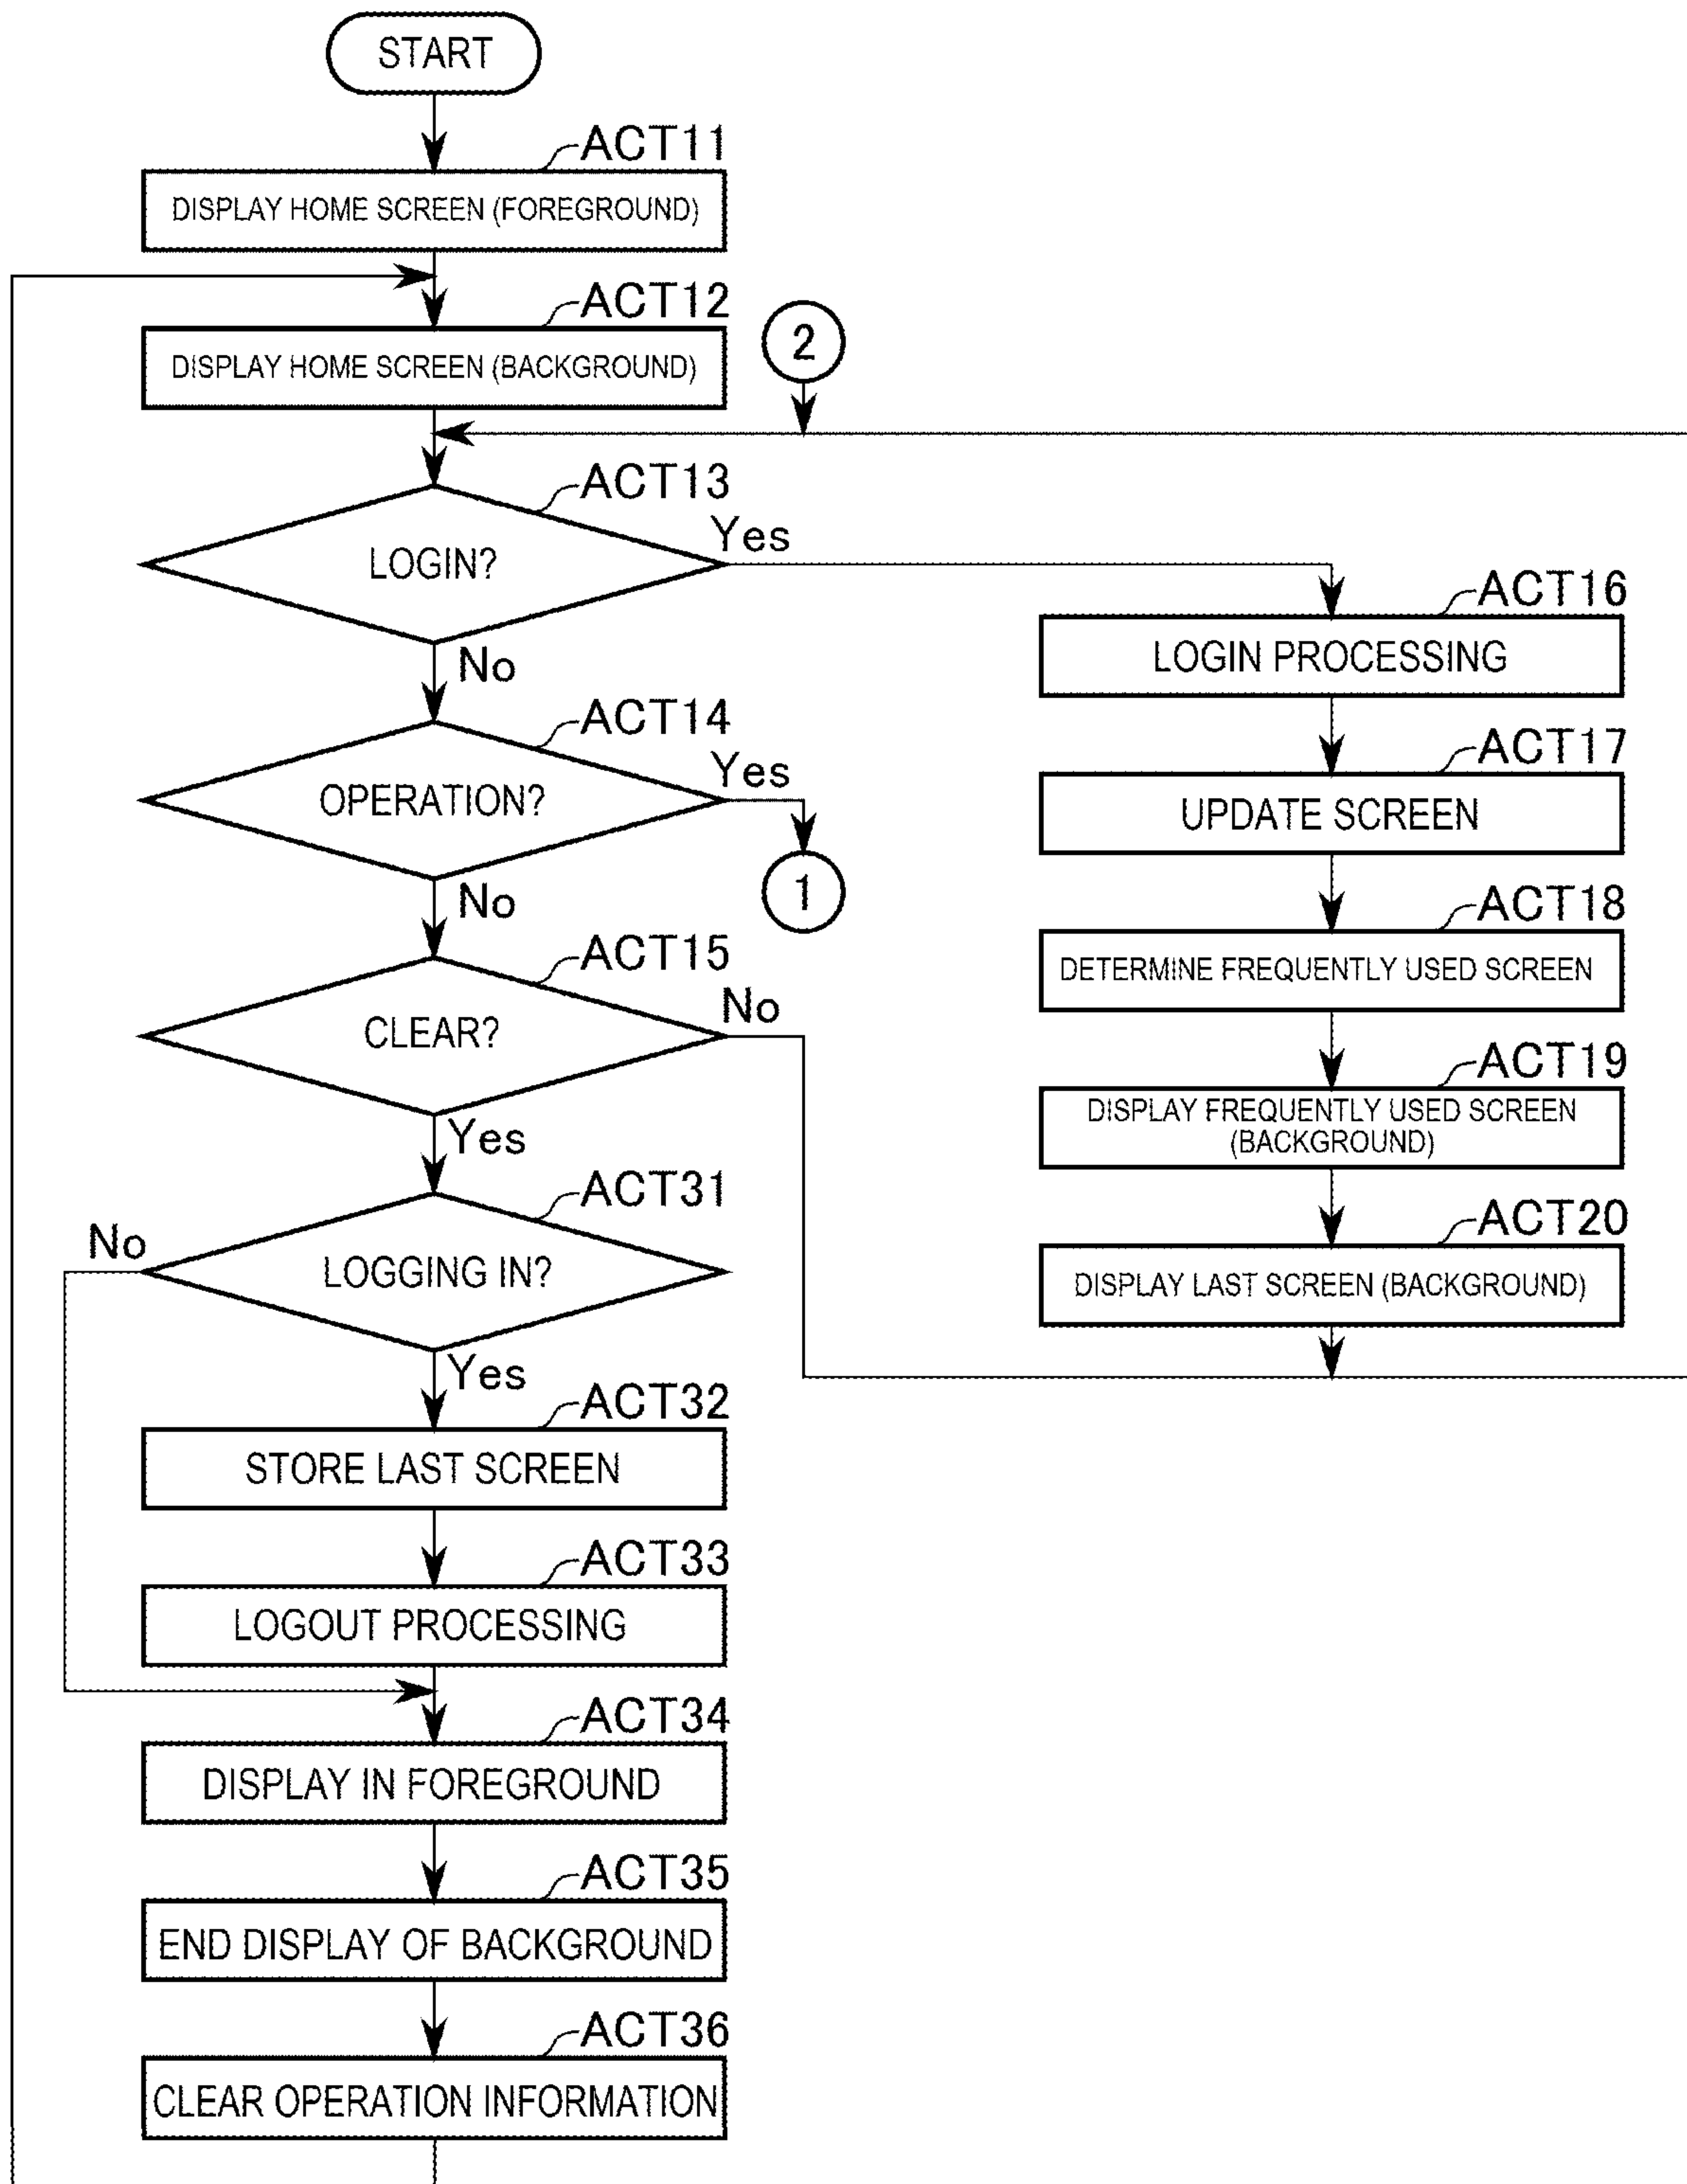 START
ACT11
DISPLAY HOME SCREEN (FOREGROUND)
ACT12
DISPLAY HOME SCREEN (BACKGROUND)
2
ACT13
LOGIN?
Yes
No
ACT14
OPERATION?
Yes
1
No
ACT15
CLEAR?
No
Yes
ACT31
LOGGING IN?
No
Yes
ACT32
STORE LAST SCREEN
ACT33
LOGOUT PROCESSING
ACT34
DISPLAY IN FOREGROUND
ACT35
END DISPLAY OF BACKGROUND
ACT36
CLEAR OPERATION INFORMATION
ACT16
LOGIN PROCESSING
ACT17
UPDATE SCREEN
ACT18
DETERMINE FREQUENTLY USED SCREEN
ACT19
DISPLAY FREQUENTLY USED SCREEN
(BACKGROUND)
ACT20
DISPLAY LAST SCREEN (BACKGROUND)